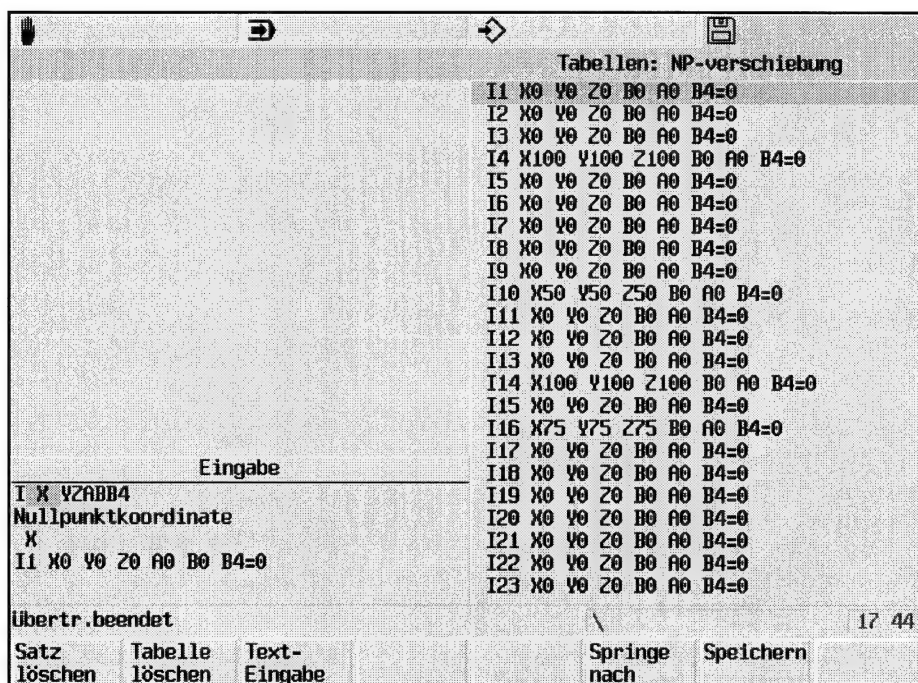 Tabellen: NP-verschiebung
I1 X0 Y0 Z0 B0 A0 B4=0
I2 X0 Y0 Z0 B0 A0 B4=0
I3 X0 Y0 Z0 B0 A0 B4=0
I4 X100 Y100 Z100 B0 A0 B4=0
I5 X0 Y0 Z0 B0 A0 B4=0
I6 X0 Y0 Z0 B0 A0 B4=0
I7 X0 Y0 Z0 B0 A0 B4=0
I8 X0 Y0 Z0 B0 A0 B4=0
I9 X0 Y0 Z0 B0 A0 B4=0
I10 X50 Y50 Z50 B0 A0 B4=0
I11 X0 Y0 Z0 B0 A0 B4=0
I12 X0 Y0 Z0 B0 A0 B4=0
I13 X0 Y0 Z0 B0 A0 B4=0
I14 X100 Y100 Z100 B0 A0 B4=0
I15 X0 Y0 Z0 B0 A0 B4=0
I16 X75 Y75 Z75 B0 A0 B4=0
I17 X0 Y0 Z0 B0 A0 B4=0
I18 X0 Y0 Z0 B0 A0 B4=0
I19 X0 Y0 Z0 B0 A0 B4=0
I20 X0 Y0 Z0 B0 A0 B4=0
I21 X0 Y0 Z0 B0 A0 B4=0
I22 X0 Y0 Z0 B0 A0 B4=0
I23 X0 Y0 Z0 B0 A0 B4=0
Eingabe
I X YZABB4
Nullpunktkoordinate
X
I1 X0 Y0 Z0 A0 B0 B4=0
Übertr.beendet \ 17 44
Satz löschen
Tabelle löschen
Text-Eingabe
Springe nach
Speichern